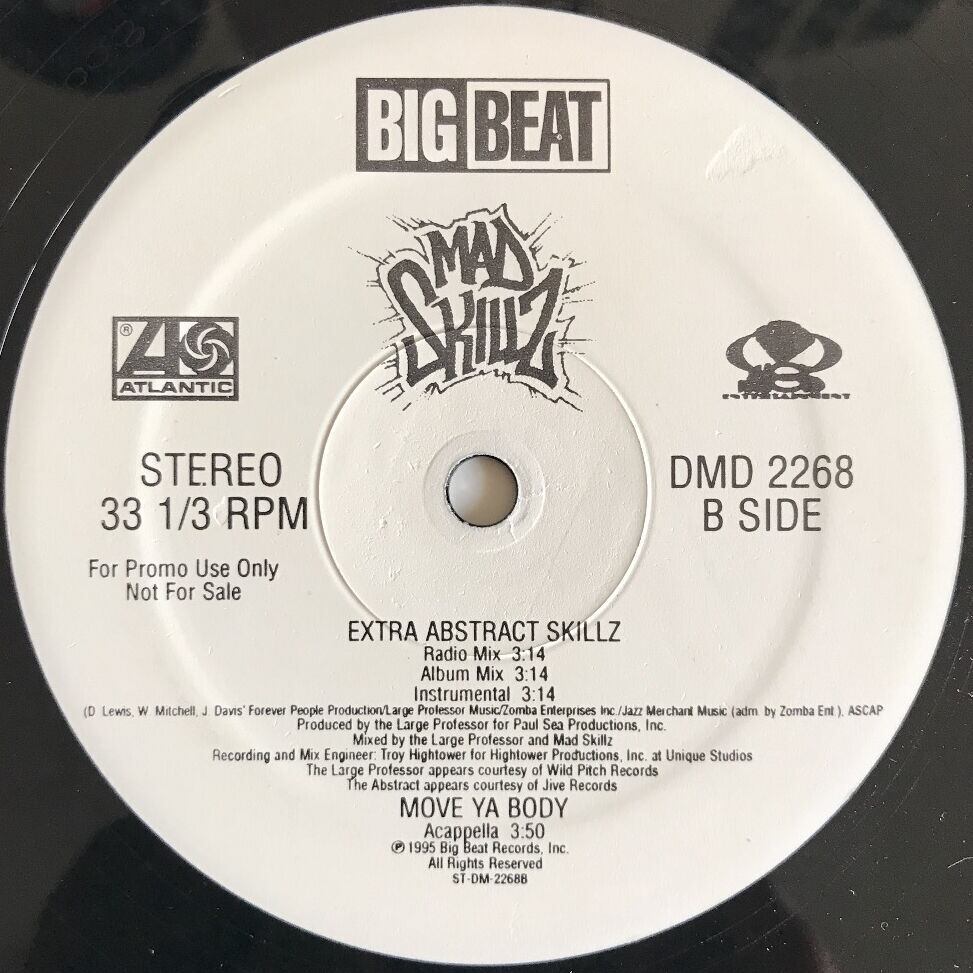 BIG BEAT
MAD
SKILLZ
®
ATLANTIC
ENTERTAINMENT
STEREO
33 1/3 RPM
DMD 2268
B SIDE
For Promo Use Only
Not For Sale
EXTRA ABSTRACT SKILLZ
Radio Mix 3:14
Album Mix 3:14
Instrumental 3:14
(D. Lewis, W. Mitchell, J. Davis' Forever People Production/Large Professor Music/Zomba Enterprises Inc./Jazz Merchant Music (adm. by Zomba Ent.), ASCAP
Produced by the Large Professor for Paul Sea Productions, Inc.
Mixed by the Large Professor and Mad Skillz
Recording and Mix Engineer: Troy Hightower for Hightower Productions, Inc. at Unique Studios
The Large Professor appears courtesy of Wild Pitch Records
The Abstract appears courtesy of Jive Records
MOVE YA BODY
Acappella 3:50
℗ 1995 Big Beat Records, Inc.
All Rights Reserved
ST-DM-2268B